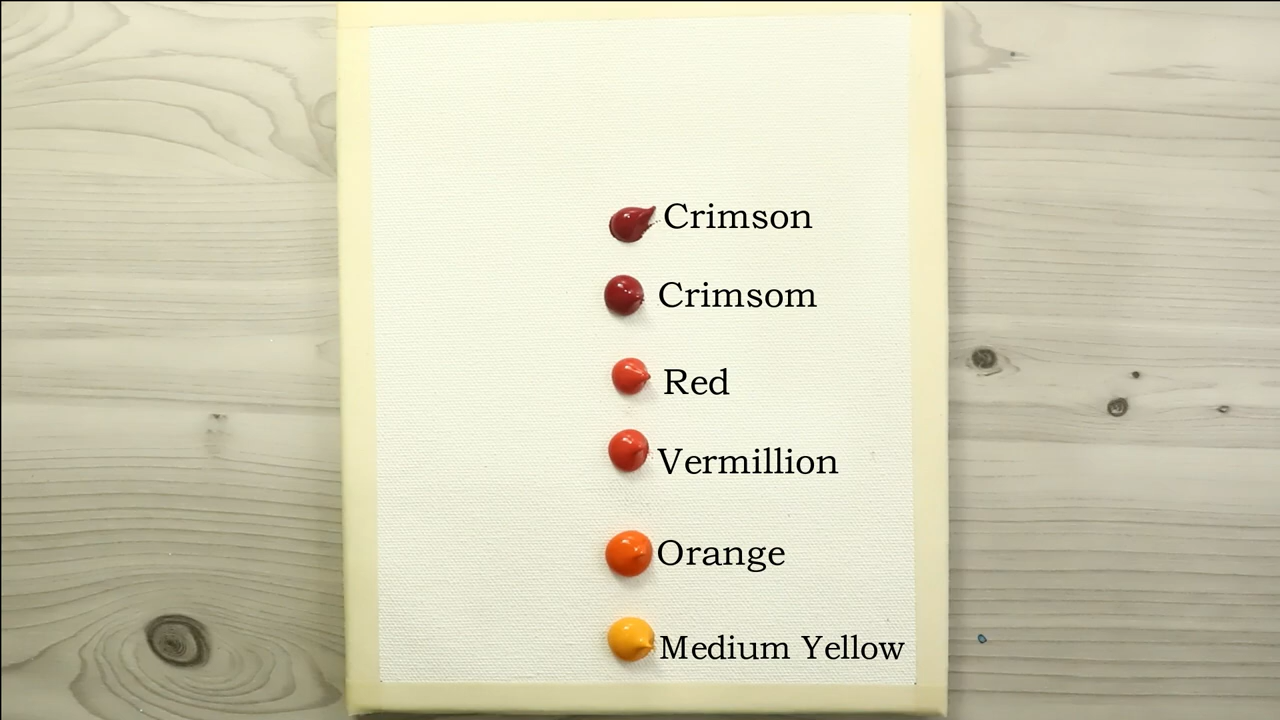 Crimson
Crimsom
Red
Vermillion
Orange
Medium Yellow